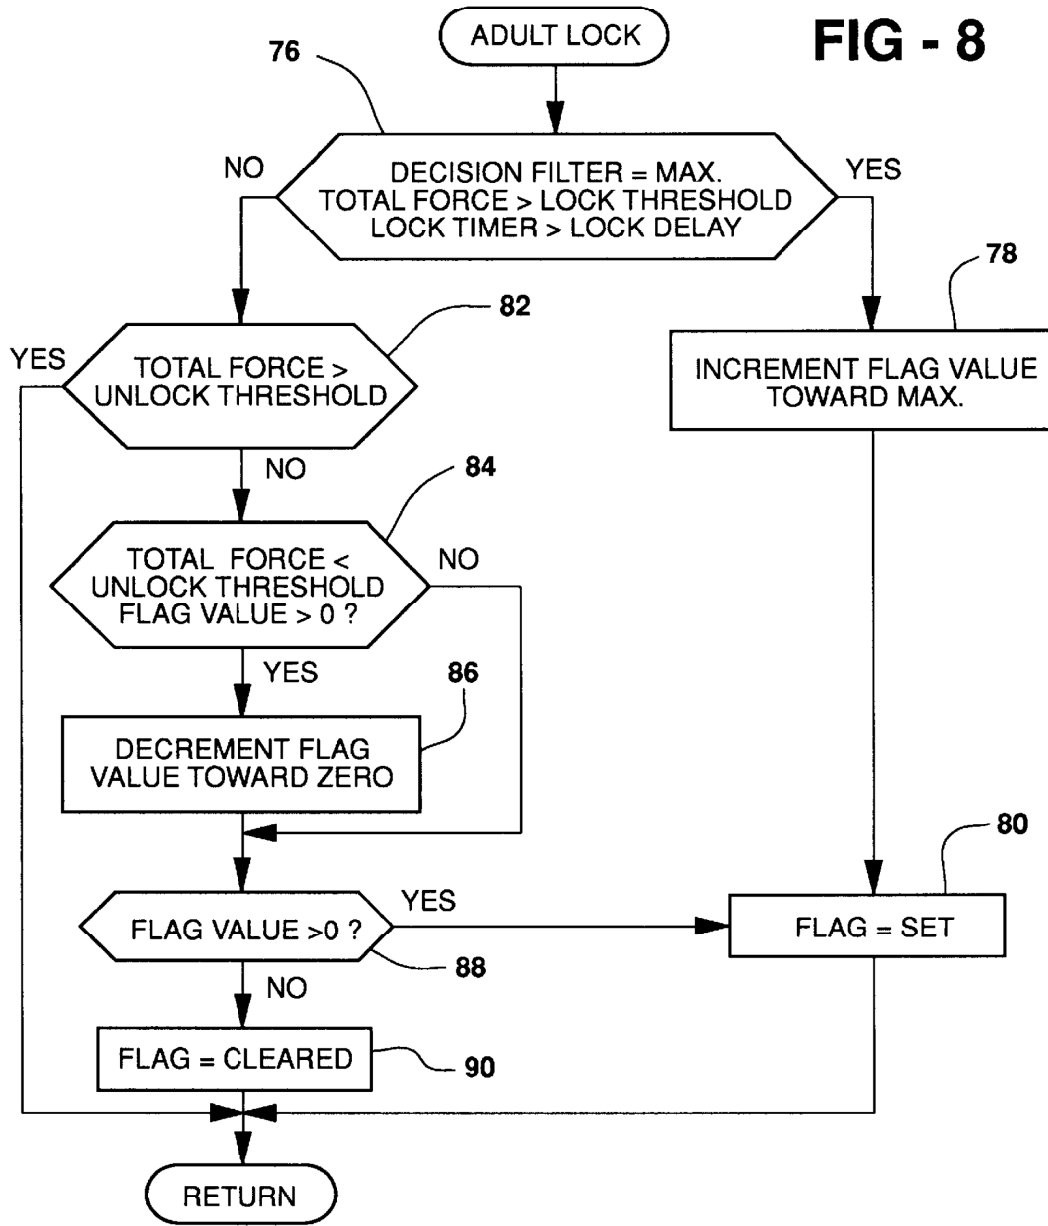 ADULT LOCK
FIG - 8
76
NO
DECISION FILTER = MAX.
TOTAL FORCE > LOCK THRESHOLD
LOCK TIMER > LOCK DELAY
YES
78
82
YES
TOTAL FORCE >
UNLOCK THRESHOLD
INCREMENT FLAG VALUE
TOWARD MAX.
NO
84
TOTAL FORCE <
UNLOCK THRESHOLD
FLAG VALUE > 0 ?
NO
YES
86
DECREMENT FLAG
VALUE TOWARD ZERO
80
FLAG VALUE >0 ?
YES
FLAG = SET
88
NO
FLAG = CLEARED
90
RETURN